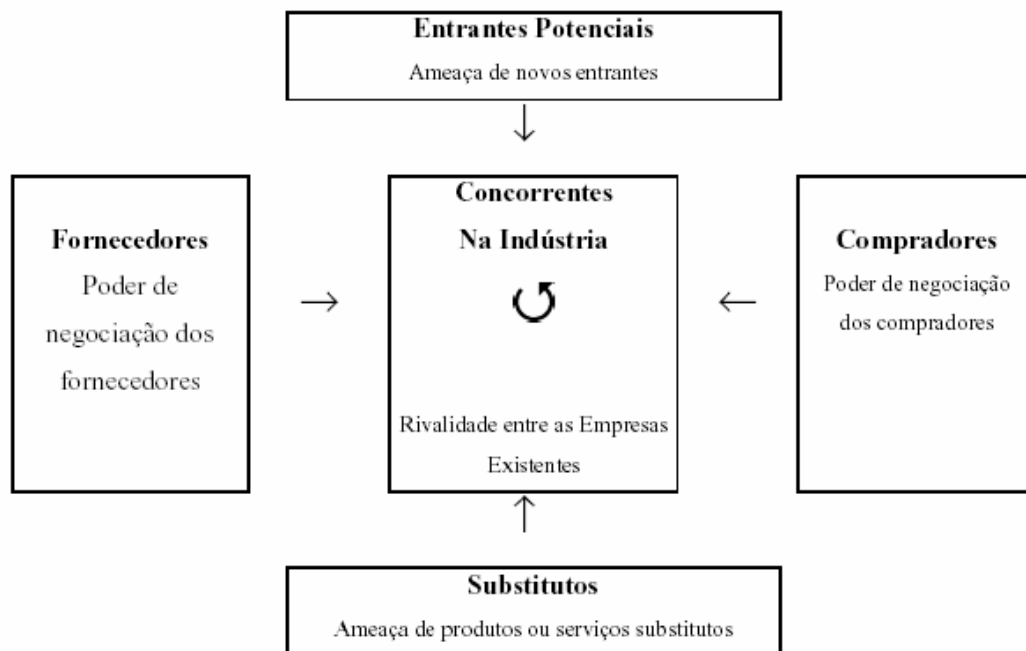 Entrantes Potenciais
Ameaça de novos entrantes
Fornecedores
Poder de
negociação dos
fornecedores
Concorrentes
Na Indústria
Rivalidade entre as Empresas
Existentes
Compradores
Poder de negociação
dos compradores
Substitutos
Ameaça de produtos ou serviços substitutos